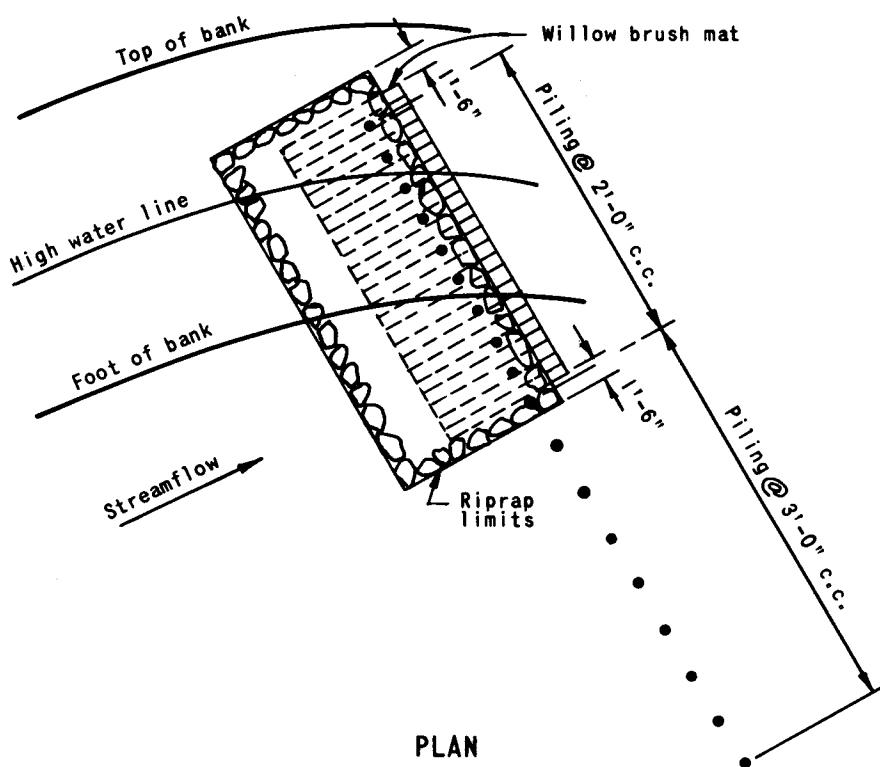 Top of bank
Willow brush mat
1'-6"
Piling @ 2'-0" c.c.
High water line
Foot of bank
1'-6"
Piling @ 3'-0" c.c.
Streamflow
Riprap
limits
PLAN